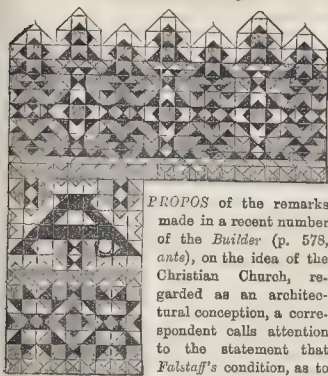 PROPOS of the remarks
made in a recent number
of the Builder (p. 578,
ante), on the idea of the
Christian Church, re-
garded as an architec-
tural conception, a corre-
spondent calls attention
to the statement that
Falstaff's condition, as to